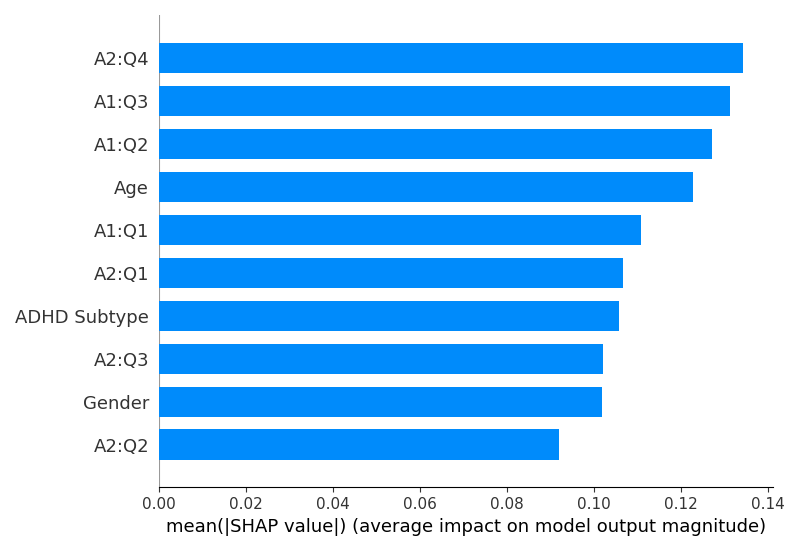 A2:Q4
A1:Q3
A1:Q2
Age
A1:Q1
A2:Q1
ADHD Subtype
A2:Q3
Gender
A2:Q2
0.00 0.02 0.04 0.06 0.08 0.10 0.12 0.14
mean(|SHAP value|) (average impact on model output magnitude)